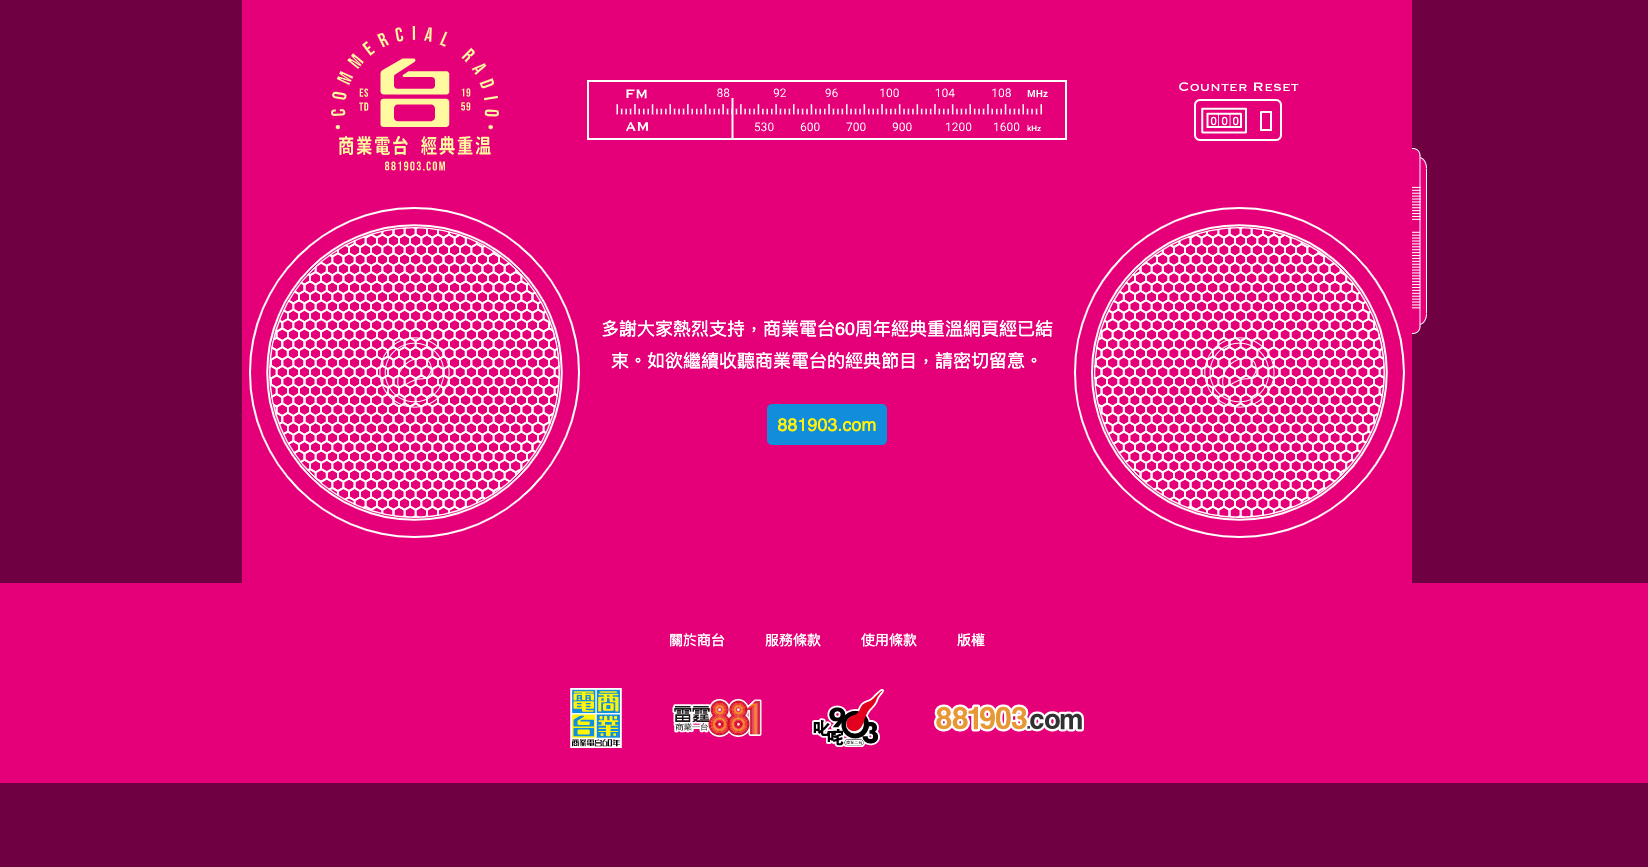 COMMERCIAL RADIO
ES
TD
19
59
台
商業電台 經典重温
881903.COM
FM 88 92 96 100 104 108 MHz
AM 530 600 700 900 1200 1600 kHz
COUNTER RESET
000
多謝大家熱烈支持，商業電台60周年經典重溫網頁經已結
束。如欲繼續收聽商業電台的經典節目，請密切留意。
881903.com
關於商台 服務條款 使用條款 版權
電商
台業
商業電台60年
雷霆881
商業一台
903
叱咤
881903.com